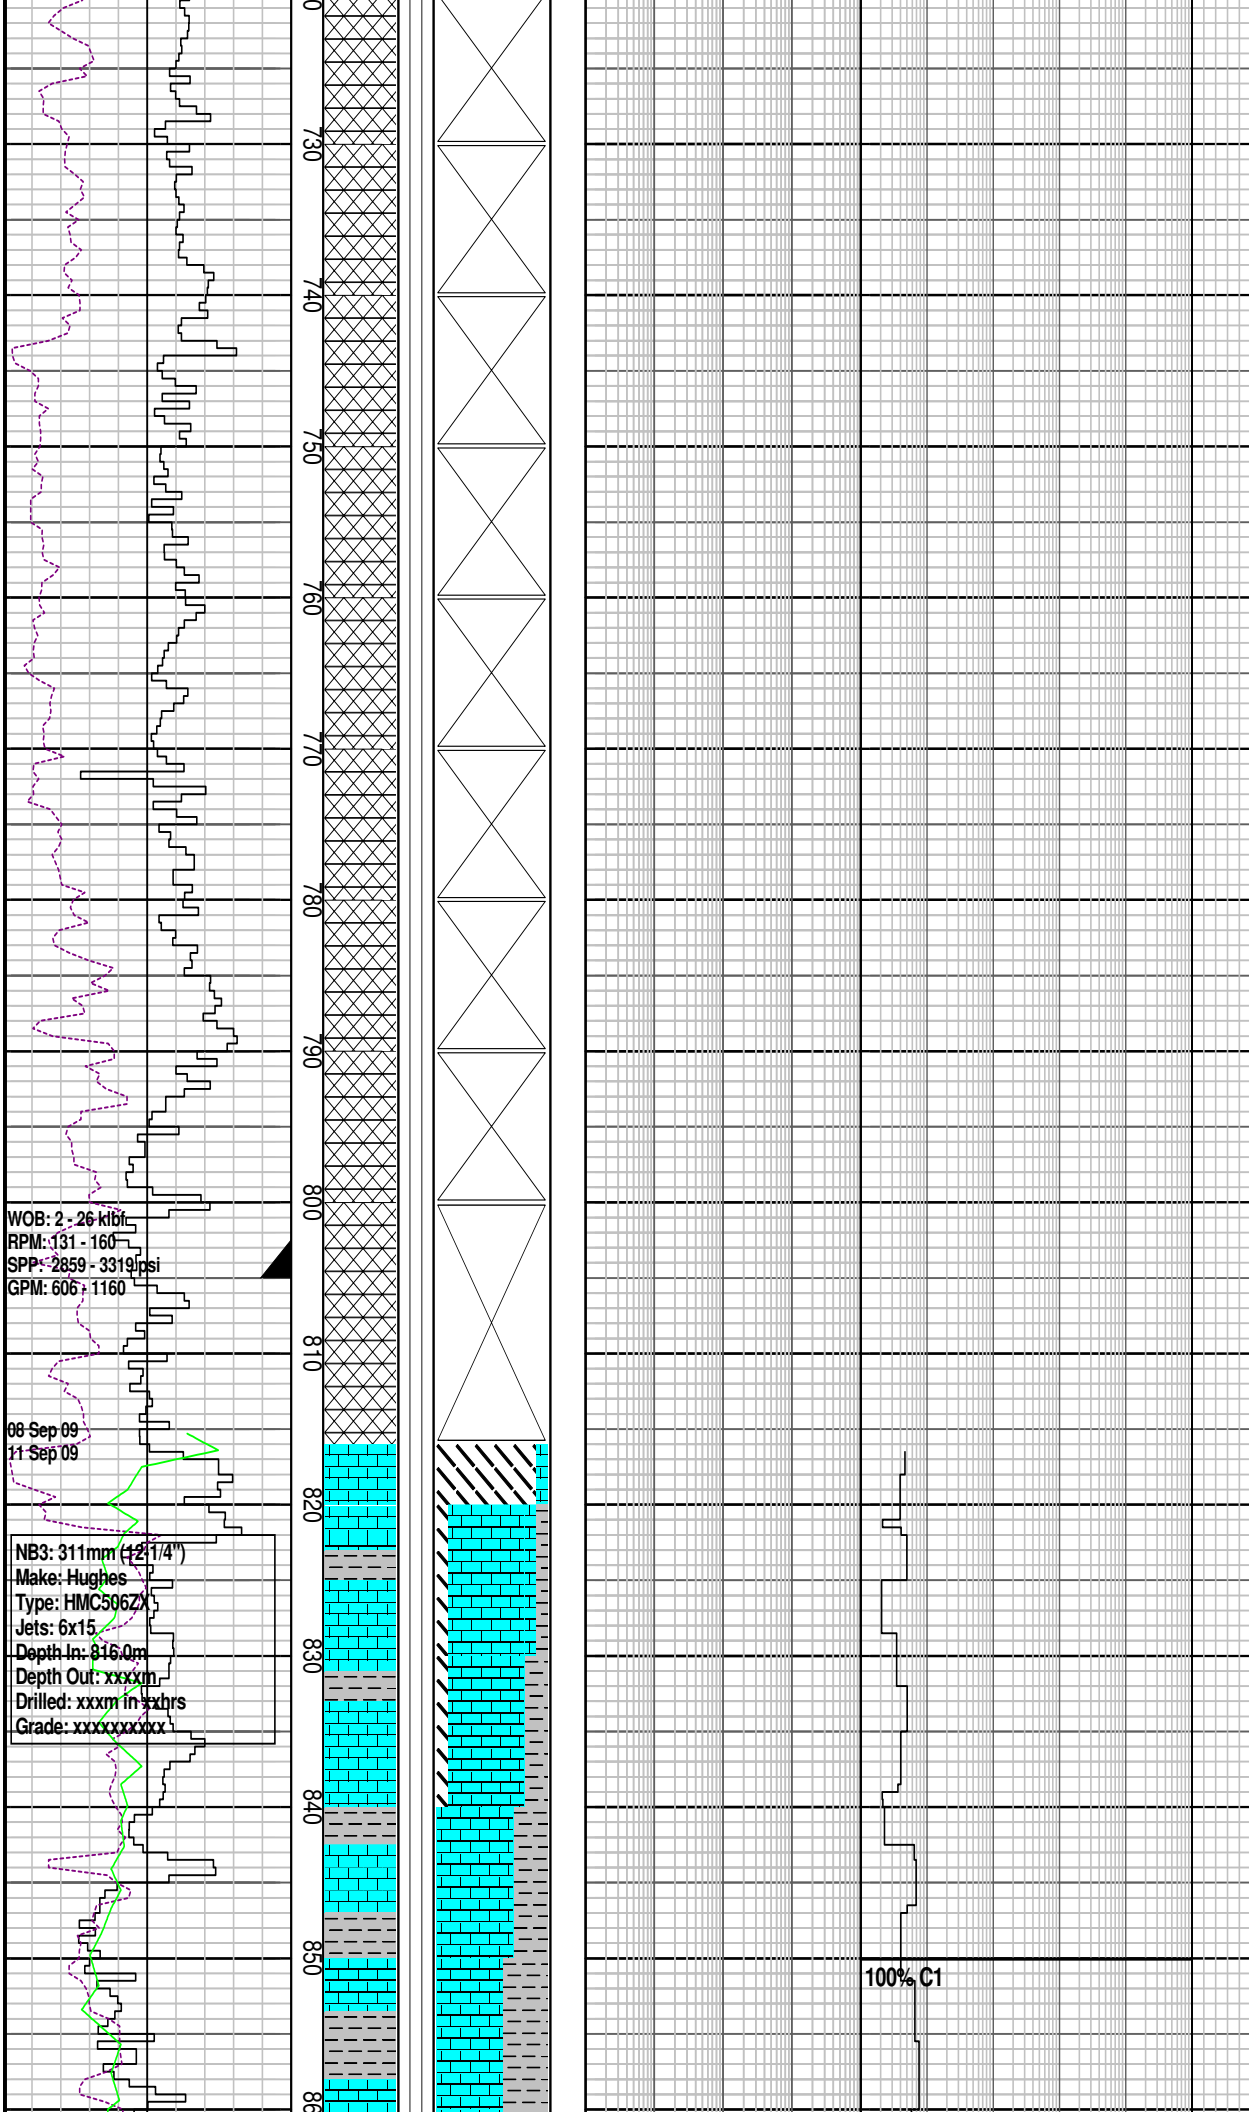 730
740
750
760
770
780
790
800
WOB: 2 - 26 klbf
RPM: 131 - 160
SPP: 2859 - 3319 psi
GPM: 606 - 1160
810
08 Sep 09
11 Sep 09
820
NB3: 311mm (12-1/4")
Make: Hughes
Type: HMC506ZX
Jets: 6x15
Depth In: 816.0m
Depth Out: xxxxm
Drilled: xxxm in xxhrs
Grade: xxxxxxxxxx
830
840
850
100% C1